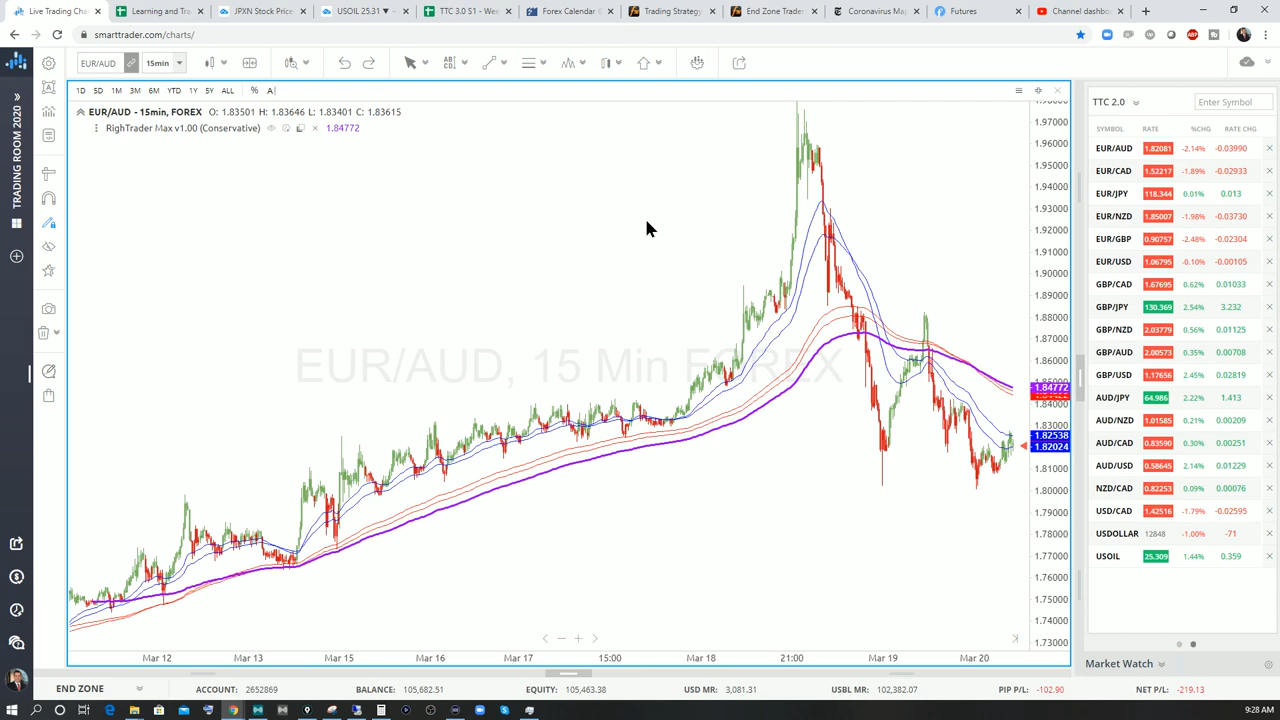 Live Trading Cha
Learning and Tra
JPXN Stock Price
USOIL 25.31 ▼
TTC 3.0 S1 - Wee
Forex Calendar @
Trading Strategy
End Zone Trader
Coronavirus Map
Futures
Channel dashbo
smarttrader.com/charts/
EUR/AUD
15min
1D 5D 1M 3M 6M YTD 1Y 5Y ALL % A
EUR/AUD - 15min, FOREX O: 1.83501 H: 1.83646 L: 1.83401 C: 1.83615
RighTrader Max v1.00 (Conservative) 1.84772
TRADING ROOM 2020
EUR/AUD, 15 Min FOREX
1.98000
1.97000
1.96000
1.95000
1.94000
1.93000
1.92000
1.91000
1.90000
1.89000
1.88000
1.87000
1.86000
1.85000
1.84772
1.84000
1.83000
1.82538
1.82024
1.81000
1.80000
1.79000
1.78000
1.77000
1.76000
1.75000
1.74000
1.73000
Mar 12 Mar 13 Mar 15 Mar 16 Mar 17 15:00 Mar 18 21:00 Mar 19 Mar 20
TTC 2.0 Enter Symbol
SYMBOL RATE %CHG RATE CHG
EUR/AUD 1.82081 -2.14% -0.03990
EUR/CAD 1.52217 -1.89% -0.02933
EUR/JPY 118.344 0.01% 0.013
EUR/NZD 1.85007 -1.98% -0.03730
EUR/GBP 0.90757 -2.48% -0.02304
EUR/USD 1.06795 -0.10% -0.00105
GBP/CAD 1.67695 0.62% 0.01033
GBP/JPY 130.369 2.54% 3.232
GBP/NZD 2.03779 0.56% 0.01125
GBP/AUD 2.00573 0.35% 0.00708
GBP/USD 1.17656 2.45% 0.02819
AUD/JPY 64.986 2.22% 1.413
AUD/NZD 1.01585 0.21% 0.00209
AUD/CAD 0.83590 0.30% 0.00251
AUD/USD 0.58645 2.14% 0.01229
NZD/CAD 0.82253 0.09% 0.00076
USD/CAD 1.42516 -1.79% -0.02595
USDOLLAR 12848 -1.00% -71
USOIL 25.309 1.44% 0.359
Market Watch
END ZONE ACCOUNT: 2652869 BALANCE: 105,682.51 EQUITY: 105,463.38 USD MR: 3,081.31 USBL MR: 102,382.07 PIP P/L: -102.90 NET P/L: -219.13
9:28 AM